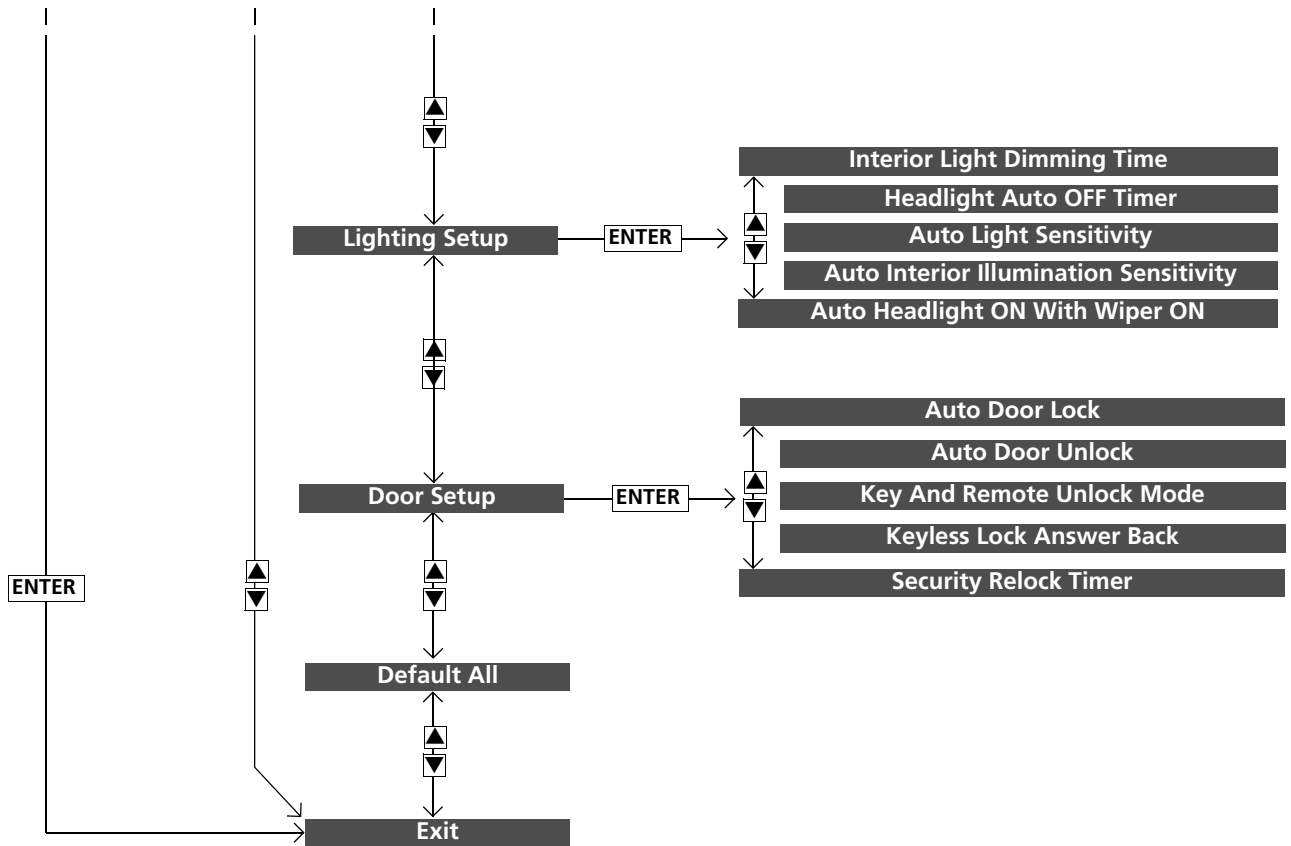 Interior Light Dimming Time
Headlight Auto OFF Timer
Lighting Setup
ENTER
Auto Light Sensitivity
Auto Interior Illumination Sensitivity
Auto Headlight ON With Wiper ON
Auto Door Lock
Auto Door Unlock
Door Setup
ENTER
Key And Remote Unlock Mode
Keyless Lock Answer Back
Security Relock Timer
ENTER
Default All
Exit